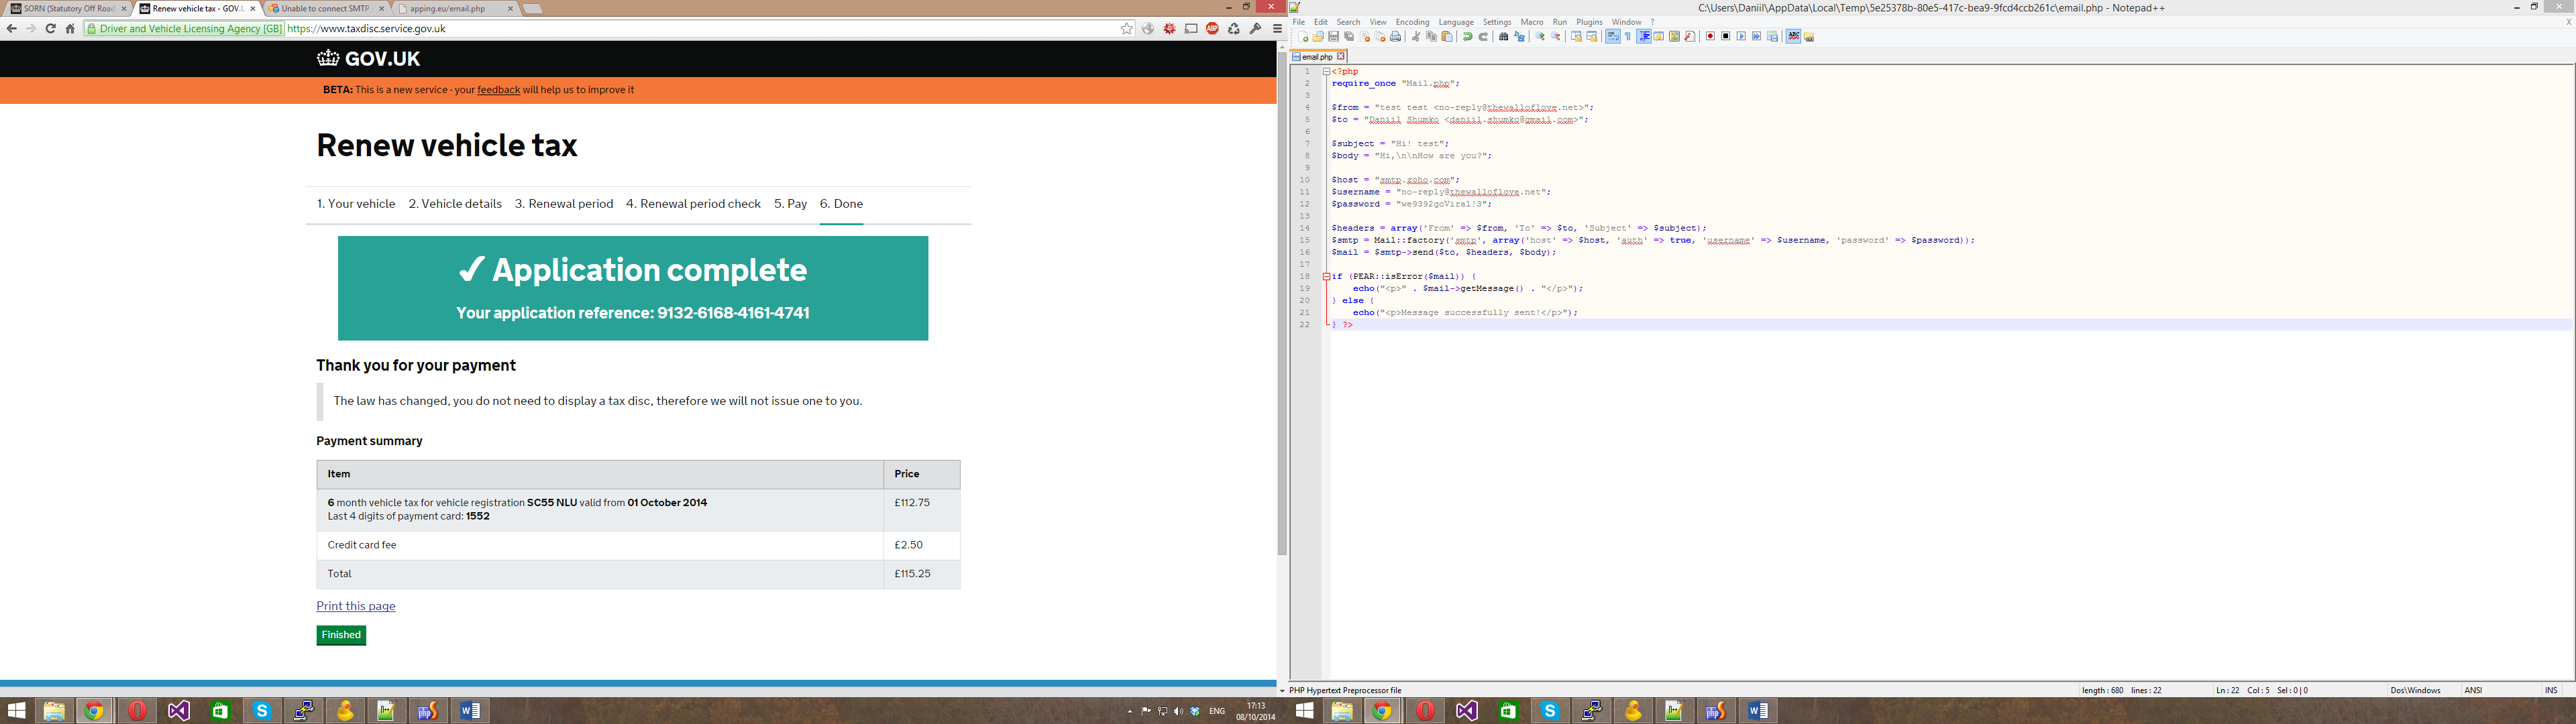 SORN (Statutory Off Road
Renew vehicle tax - GOV.U
Unable to connect SMTP
apping.eu/email.php
Driver and Vehicle Licensing Agency [GB]
https://www.taxdisc.service.gov.uk
GOV.UK
BETA: This is a new service - your feedback will help us to improve it
Renew vehicle tax
1. Your vehicle 2. Vehicle details 3. Renewal period 4. Renewal period check 5. Pay 6. Done
✔ Application complete
Your application reference: 9132-6168-4161-4741
Thank you for your payment
The law has changed, you do not need to display a tax disc, therefore we will not issue one to you.
Payment summary
Item Price
6 month vehicle tax for vehicle registration SC55 NLU valid from 01 October 2014 £112.75
Last 4 digits of payment card: 1552
Credit card fee £2.50
Total £115.25
Print this page
Finished
ENG
17:13
08/10/2014
C:\Users\Daniil\AppData\Local\Temp\5e25378b-80e5-417c-bea9-9fcd4ccb261c\email.php - Notepad++
File Edit Search View Encoding Language Settings Macro Run Plugins Window ?
X
email.php
1 <?php
2 require_once "Mail.php";
3
4 $from = "test test <no-reply@thewalloflove.net>";
5 $to = "Daniil Shumko <daniil.shumko@gmail.com>";
6
7 $subject = "Hi! test";
8 $body = "Hi,\n\nHow are you?";
9
10 $host = "smtp.zoho.com";
11 $username = "no-reply@thewalloflove.net";
12 $password = "we9392goViral!3";
13
14 $headers = array('From' => $from, 'To' => $to, 'Subject' => $subject);
15 $smtp = Mail::factory('smtp', array('host' => $host, 'auth' => true, 'username' => $username, 'password' => $password));
16 $mail = $smtp->send($to, $headers, $body);
17
18 if (PEAR::isError($mail)) {
19 echo("<p>" . $mail->getMessage() . "</p>");
20 } else {
21 echo("<p>Message successfully sent!</p>");
22 } ?>
PHP Hypertext Preprocessor file
length : 680 lines : 22
Ln : 22 Col : 5 Sel : 0 | 0
Dos\Windows
ANSI
INS